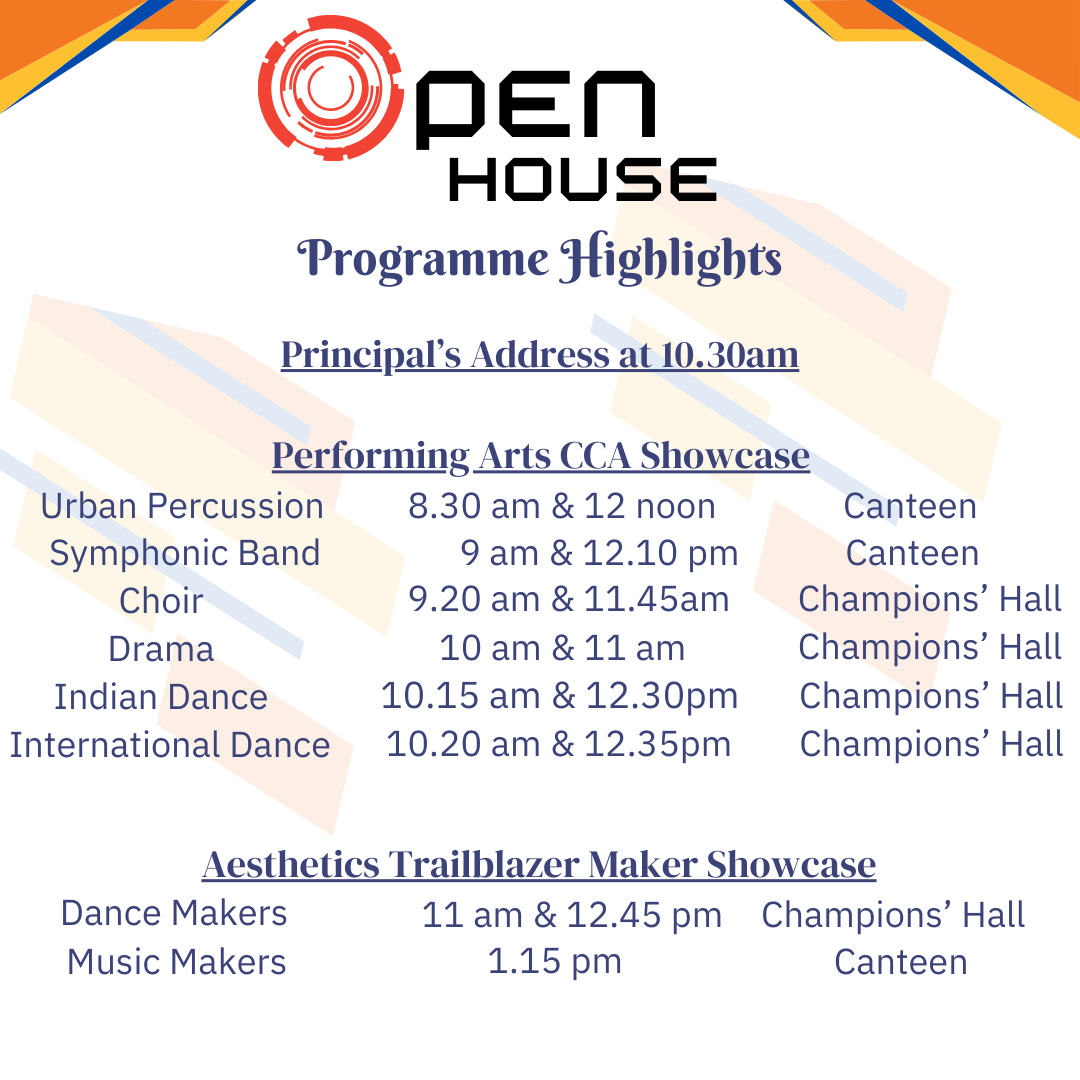 Open
HOUSE
Programme Highlights
Principal's Address at 10.30am
Performing Arts CCA Showcase
Urban Percussion 8.30 am & 12 noon Canteen
Symphonic Band 9 am & 12.10 pm Canteen
Choir 9.20 am & 11.45am Champions' Hall
Drama 10 am & 11 am Champions' Hall
Indian Dance 10.15 am & 12.30pm Champions' Hall
International Dance 10.20 am & 12.35pm Champions' Hall
Aesthetics Trailblazer Maker Showcase
Dance Makers 11 am & 12.45 pm Champions' Hall
Music Makers 1.15 pm Canteen